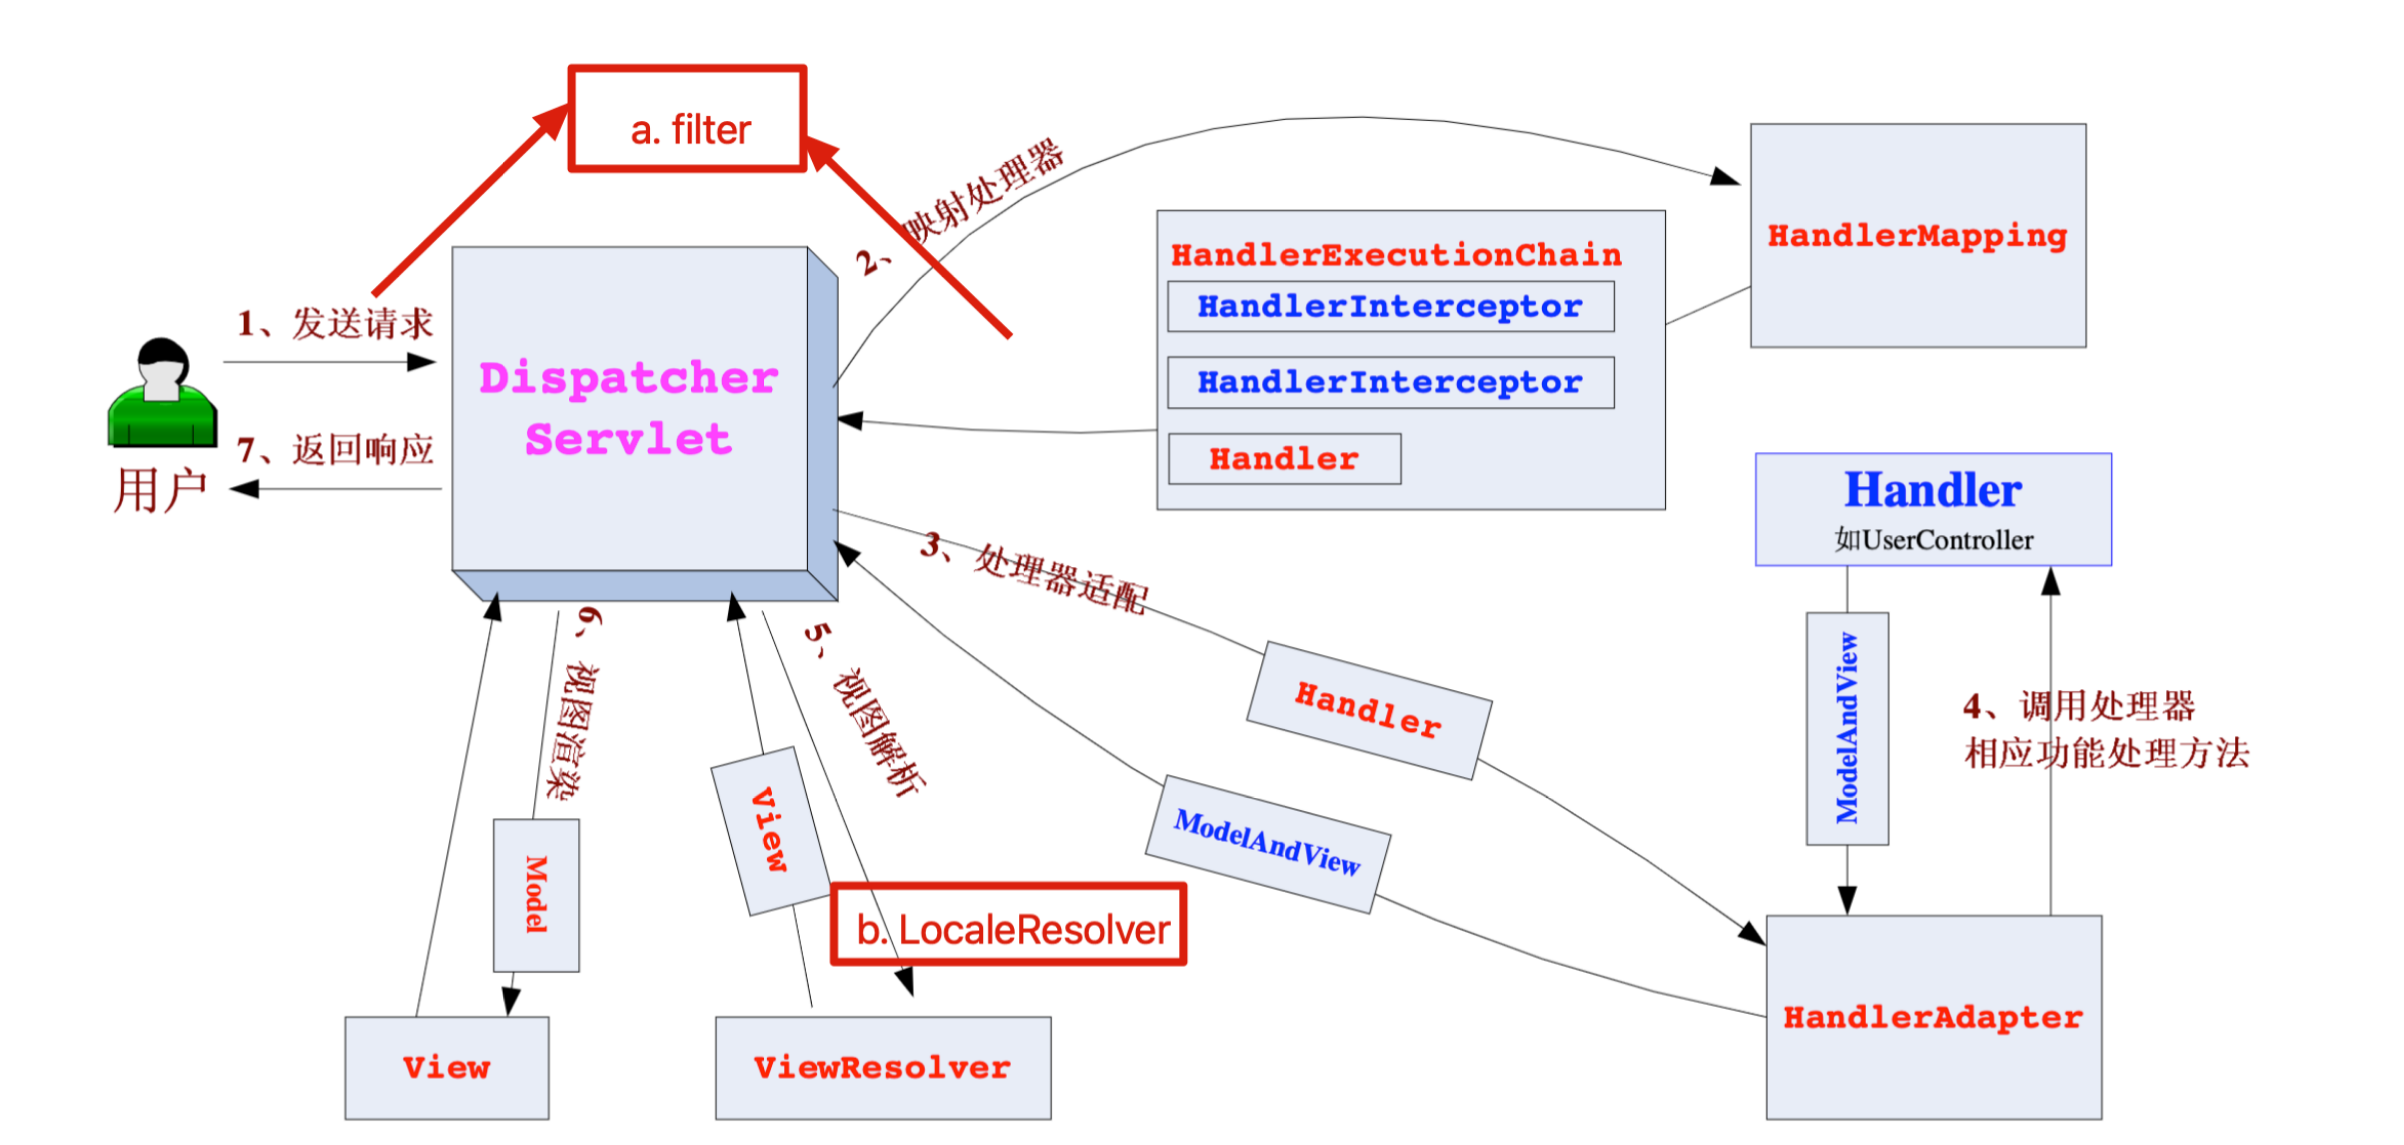 a. filter
2、映射处理器
HandlerMapping
HandlerExecutionChain
HandlerInterceptor
HandlerInterceptor
Handler
1、发送请求
Dispatcher
Servlet
7、返回响应
用户
Handler
如UserController
3、处理器适配
Handler
ModelAndView
ModelAndView
4、调用处理器
相应功能处理方法
6、视图渲染
5、视图解析
View
Model
b. LocaleResolver
View
ViewResolver
HandlerAdapter